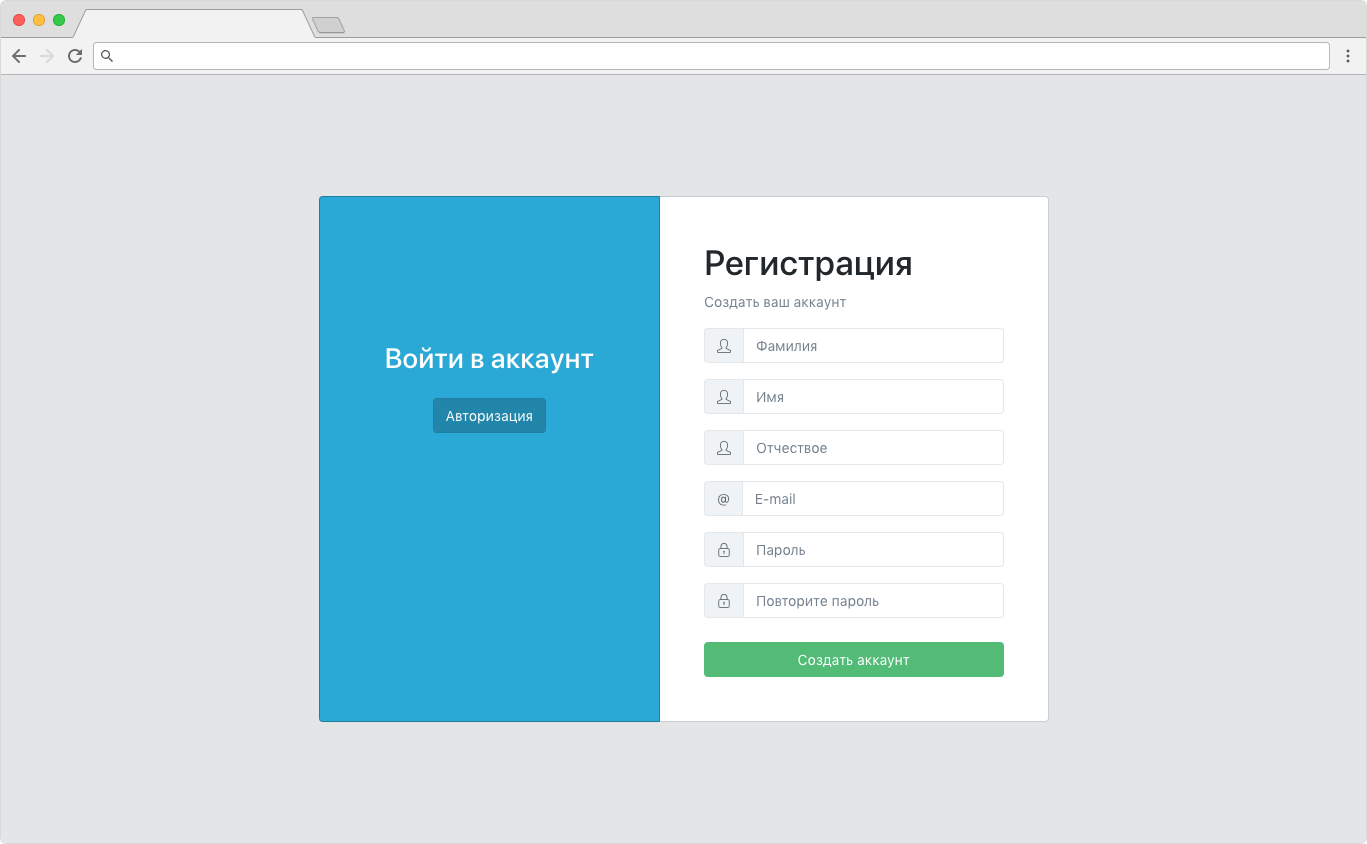 Войти в аккаунт
Авторизация
Регистрация
Создать ваш аккаунт
Фамилия
Имя
Отчествое
@ E-mail
Пароль
Повторите пароль
Создать аккаунт